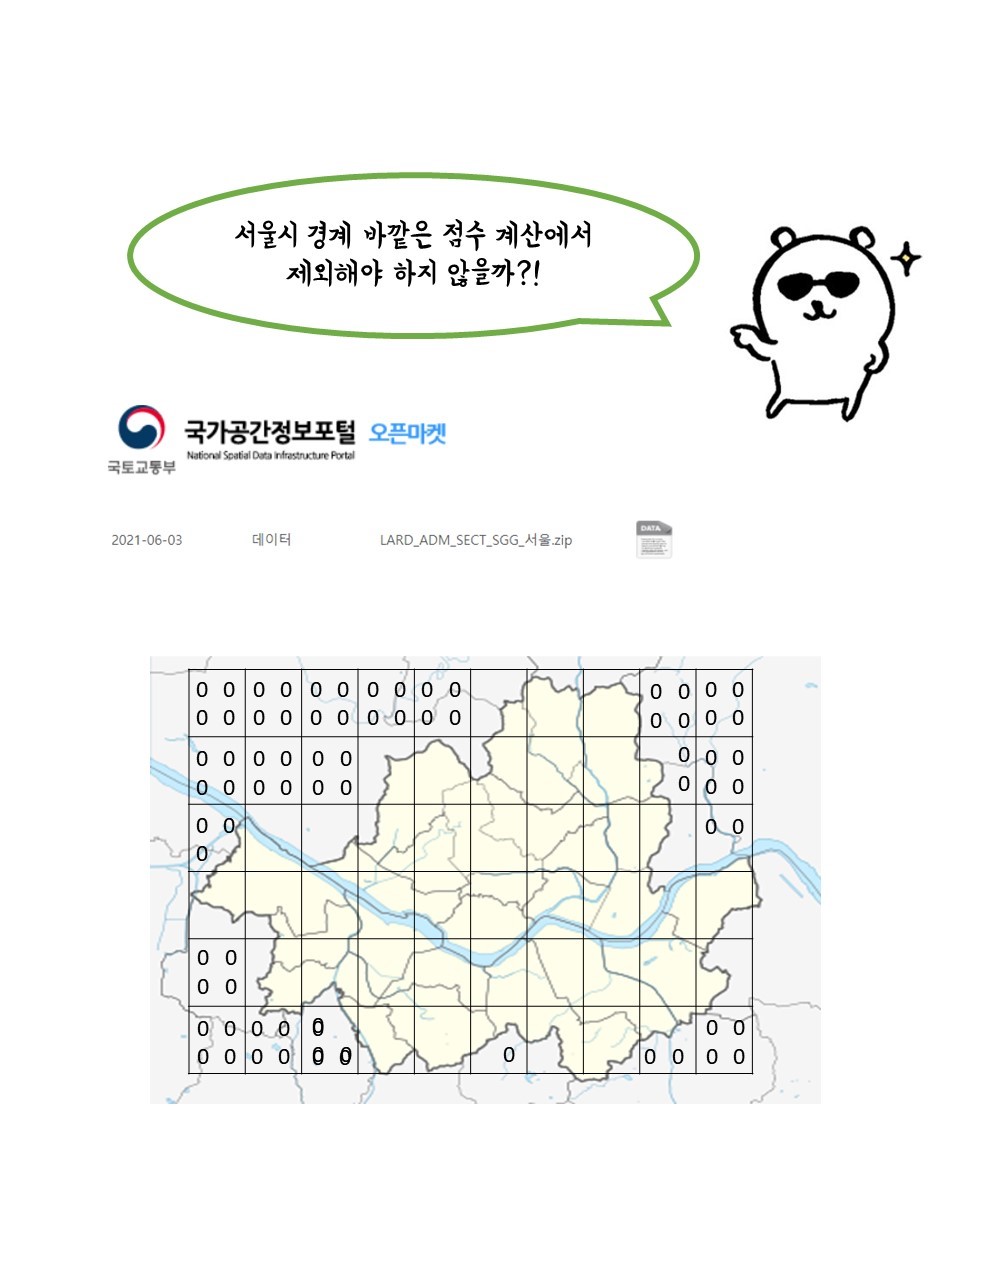 서울시 경계 바깥은 점수 계산에서
제외해야 하지 않을까?!
국토교통부
국가공간정보포털 오픈마켓
National Spatial Data Infrastructure Portal
2021-06-03 데이터 LARD_ADM_SECT_SGG_서울.zip DATA
0 0 0 0 0 0 0 0 0 0 0 0 0 0
0 0 0 0 0 0 0 0 0 0 0 0 0 0
0 0 0 0 0 0 0 0 0
0 0 0 0 0 0 0 0 0
0 0 0 0
0
0 0
0 0
0 0 0 0 0 0 0
0 0 0 0 0 0 0 0 0 0 0